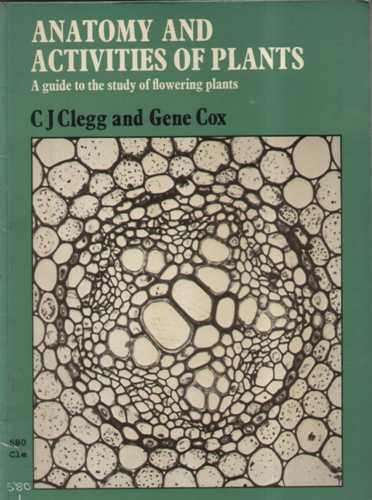 ANATOMY AND
ACTIVITIES OF PLANTS
A guide to the study of flowering plants
C J Clegg and Gene Cox
580
Cle
580